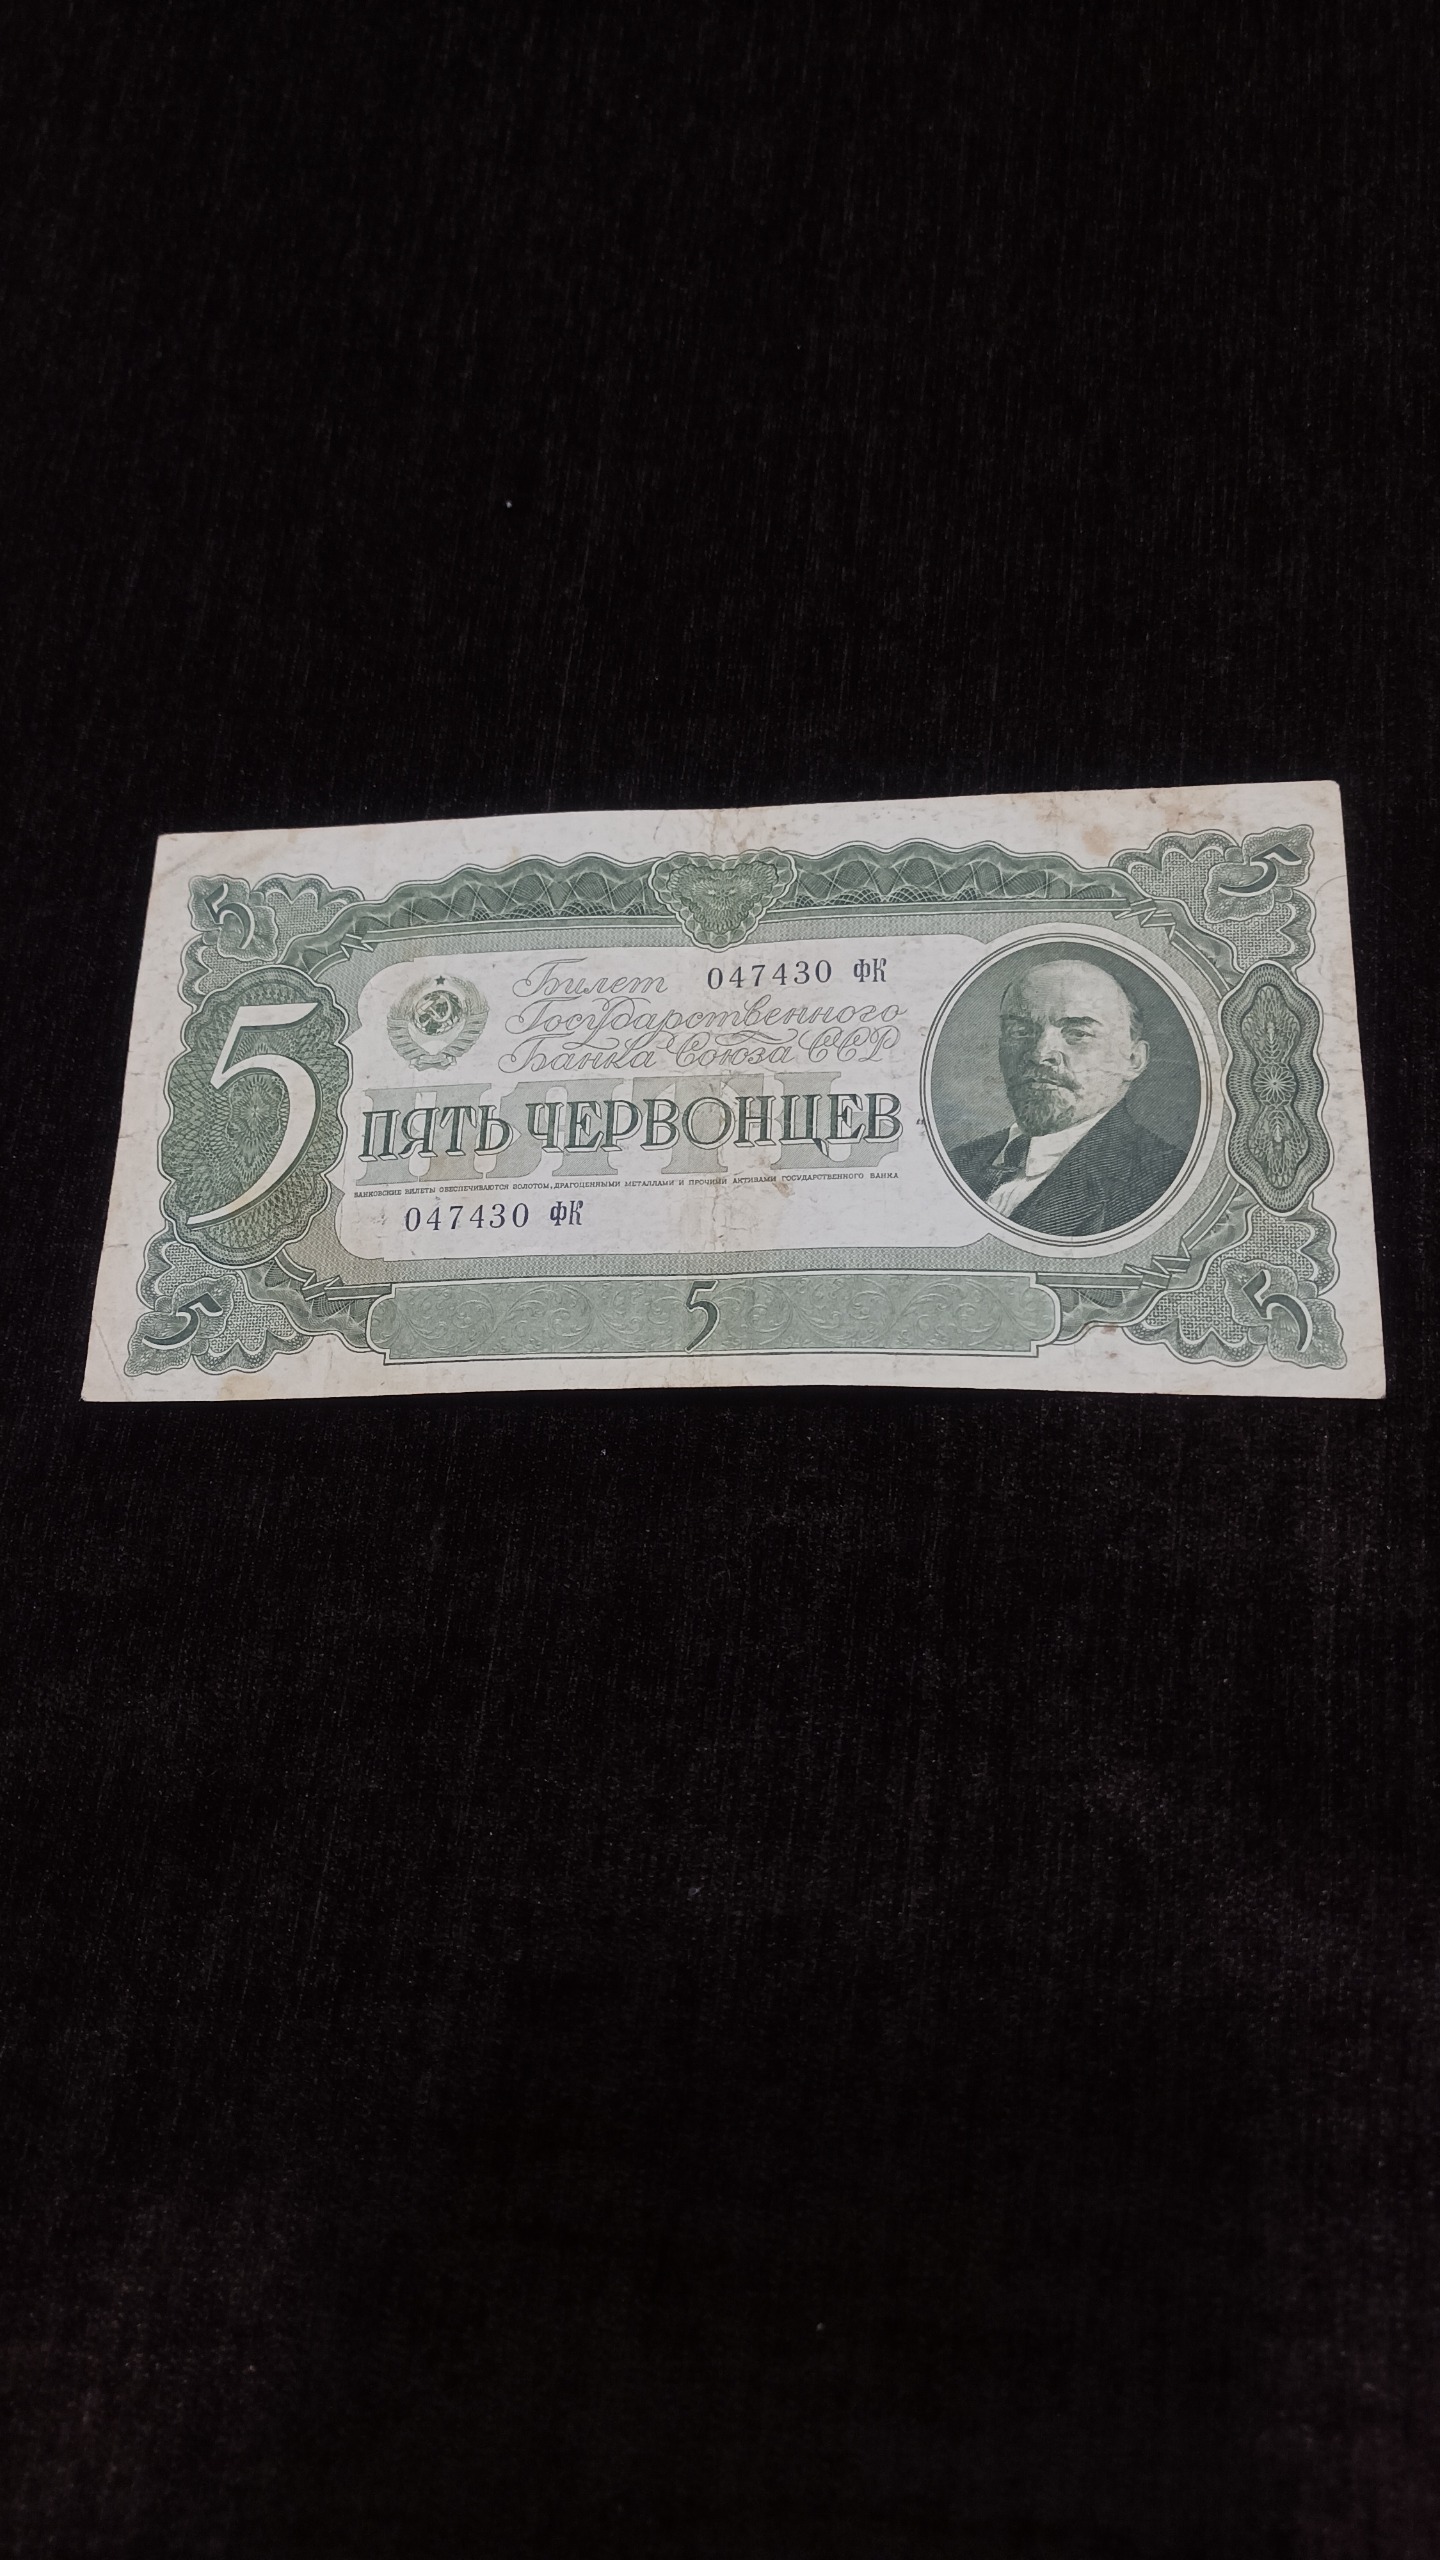 5
5
Билет 047430 ФК
Государственного
Банка Союза ССР
5
ПЯТЬ
ПЯТЬ ЧЕРВОНЦЕВ
БАНКОВСКИЕ БИЛЕТЫ ОБЕСПЕЧИВАЮТСЯ ЗОЛОТОМ, ДРАГОЦЕННЫМИ МЕТАЛЛАМИ И ПРОЧИМИ АКТИВАМИ ГОСУДАРСТВЕННОГО БАНКА
047430 ФК
5
5
5